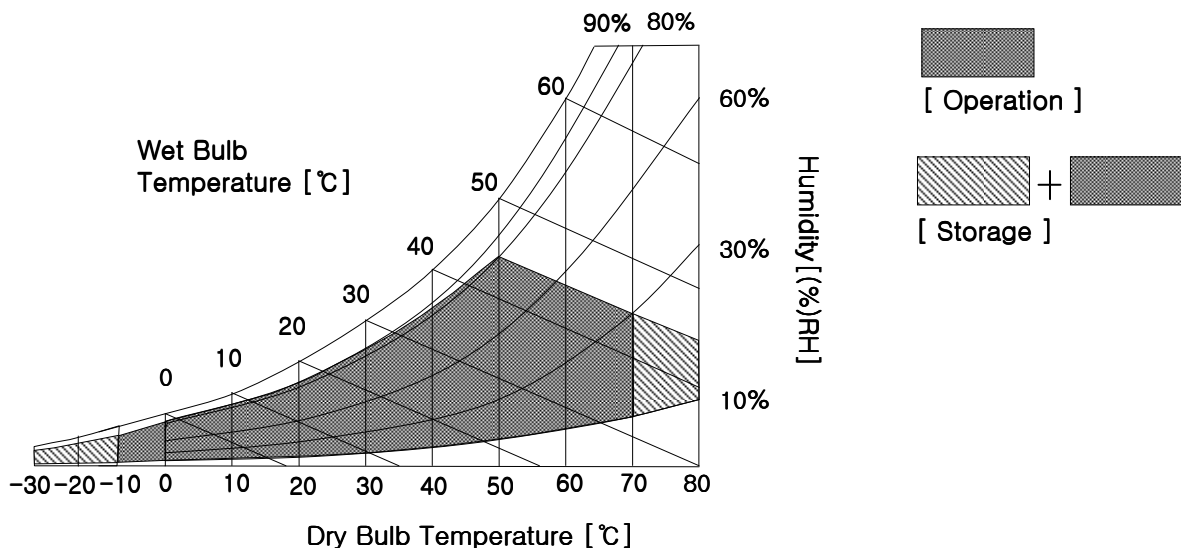 90% 80%
60
[ Operation ]
60%
Wet Bulb
Temperature [℃]
50
[ Storage ]
+
40
30%
30
20
10
0
10%
Humidity[(%)RH]
-30 -20 -10 0 10 20 30 40 50 60 70 80
Dry Bulb Temperature [℃]